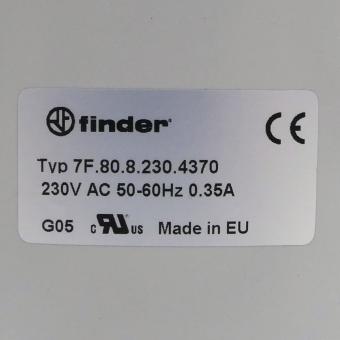 finder CE
Typ 7F.80.8.230.4370
230V AC 50-60Hz 0.35A
G05 c RU us Made in EU